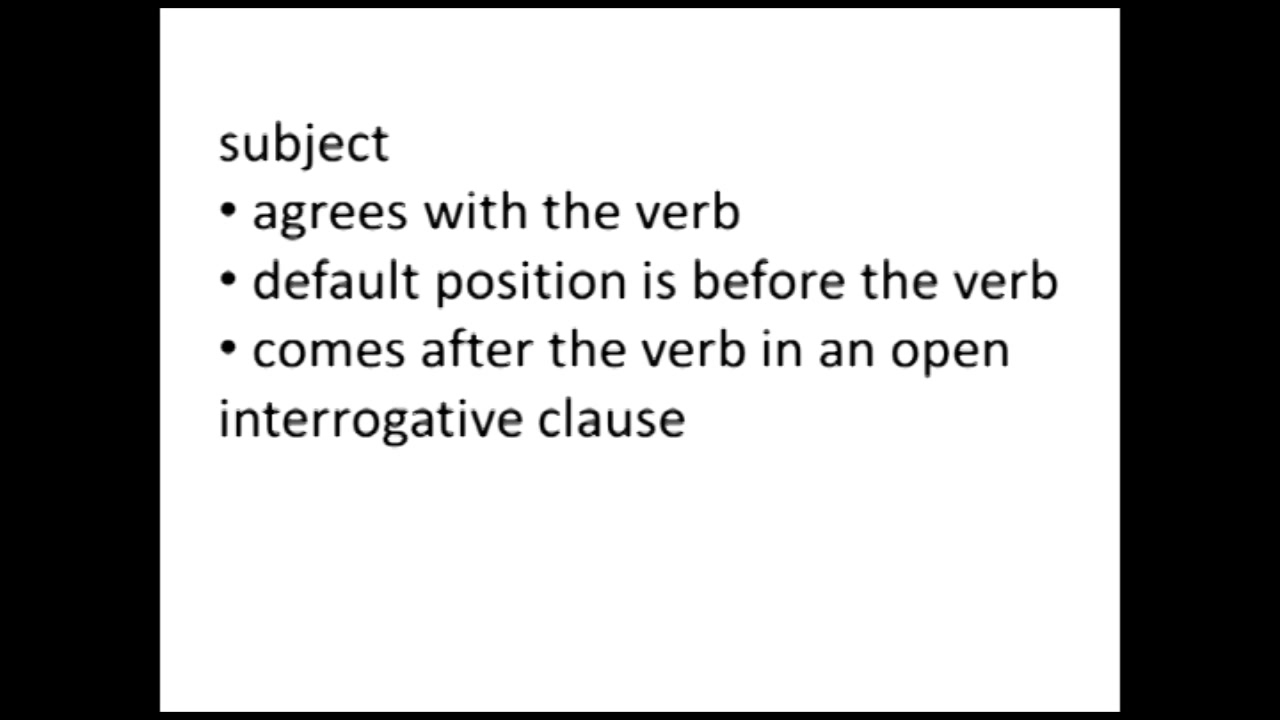 subject
• agrees with the verb
• default position is before the verb
• comes after the verb in an open
interrogative clause